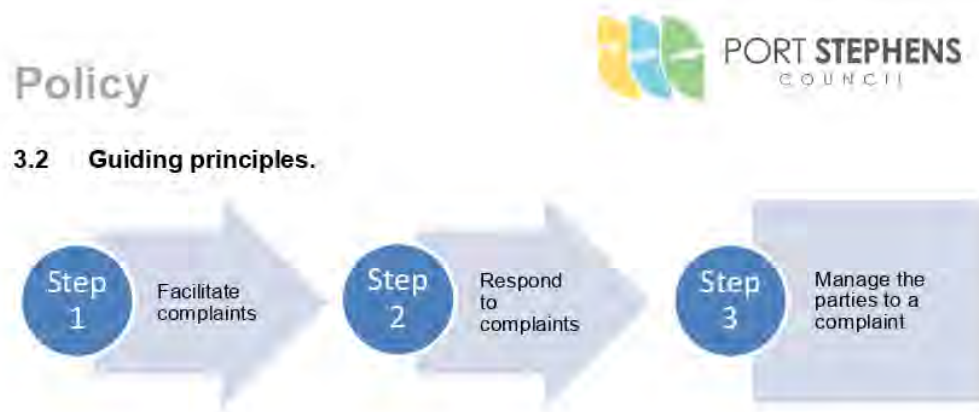 PORT STEPHENS
COUNCIL
Policy
3.2 Guiding principles.
Step
1
Facilitate
complaints
Step
2
Respond
to
complaints
Step
3
Manage the
parties to a
complaint